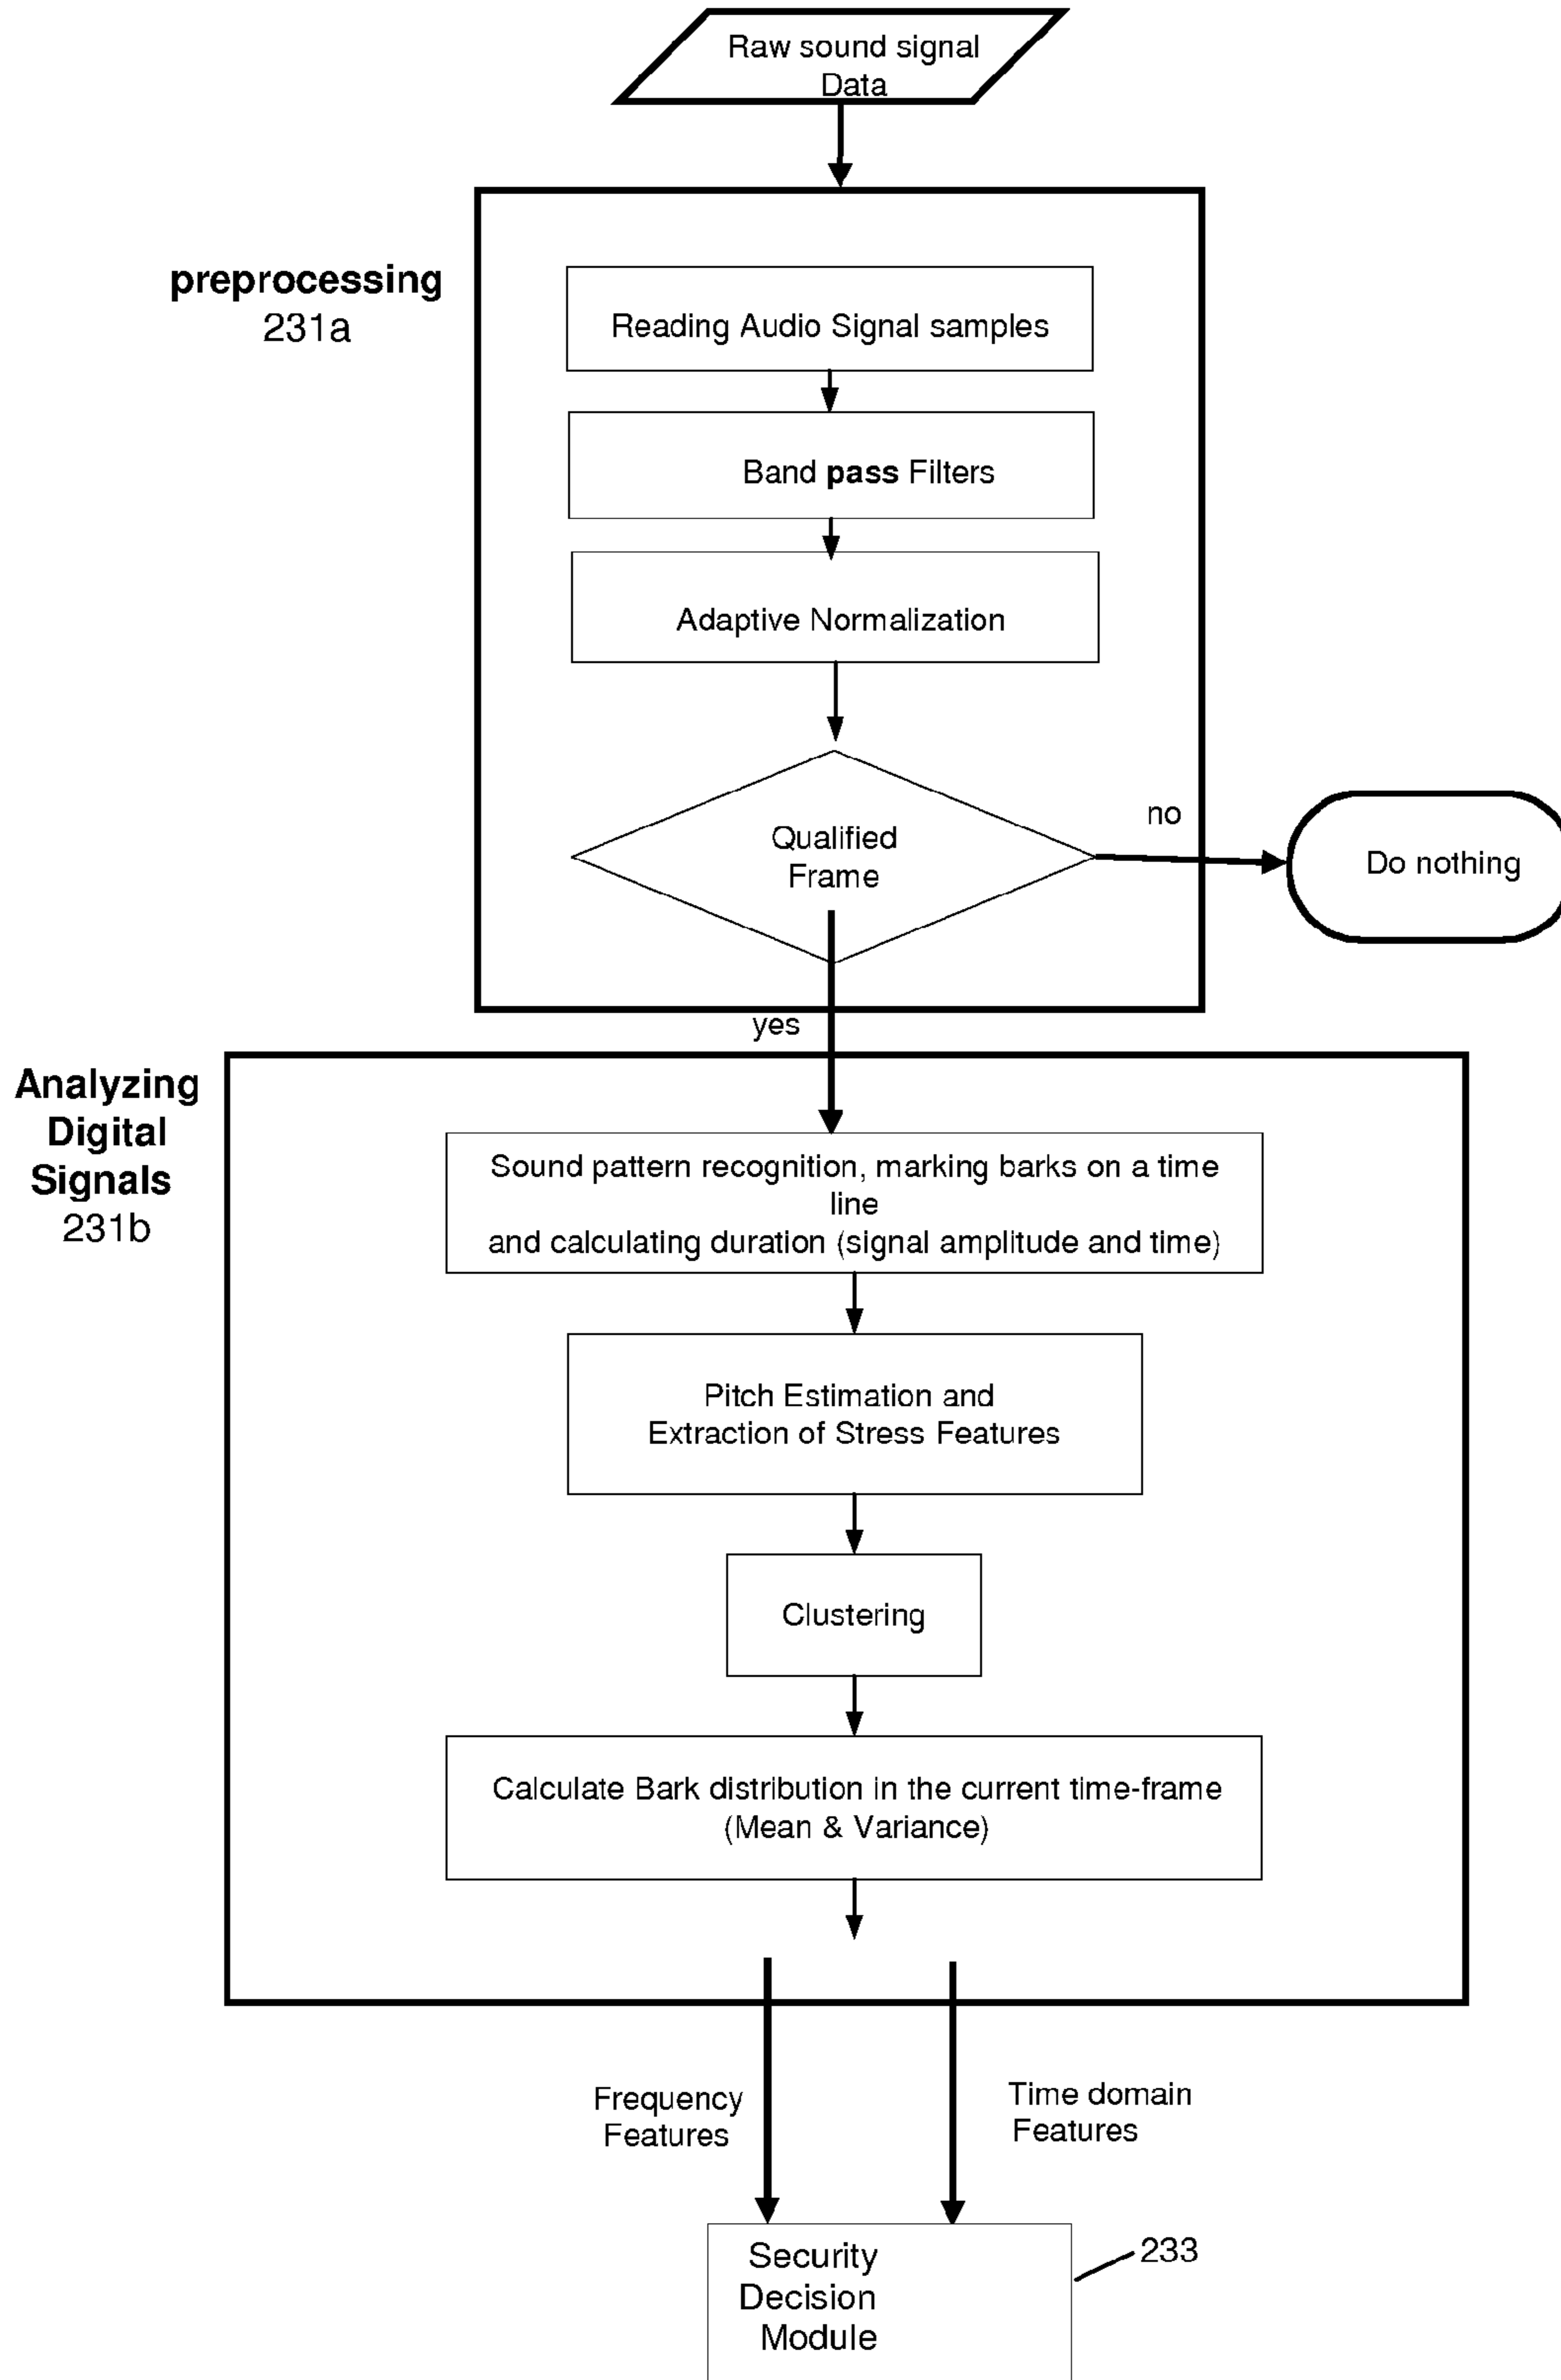 Raw sound signal
Data
preprocessing
231a
Reading Audio Signal samples
Band pass Filters
Adaptive Normalization
Qualified
Frame
no
Do nothing
yes
Analyzing
Digital
Signals
231b
Sound pattern recognition, marking barks on a time
line
and calculating duration (signal amplitude and time)
Pitch Estimation and
Extraction of Stress Features
Clustering
Calculate Bark distribution in the current time-frame
(Mean & Variance)
Frequency
Features
Time domain
Features
Security
Decision
Module
233